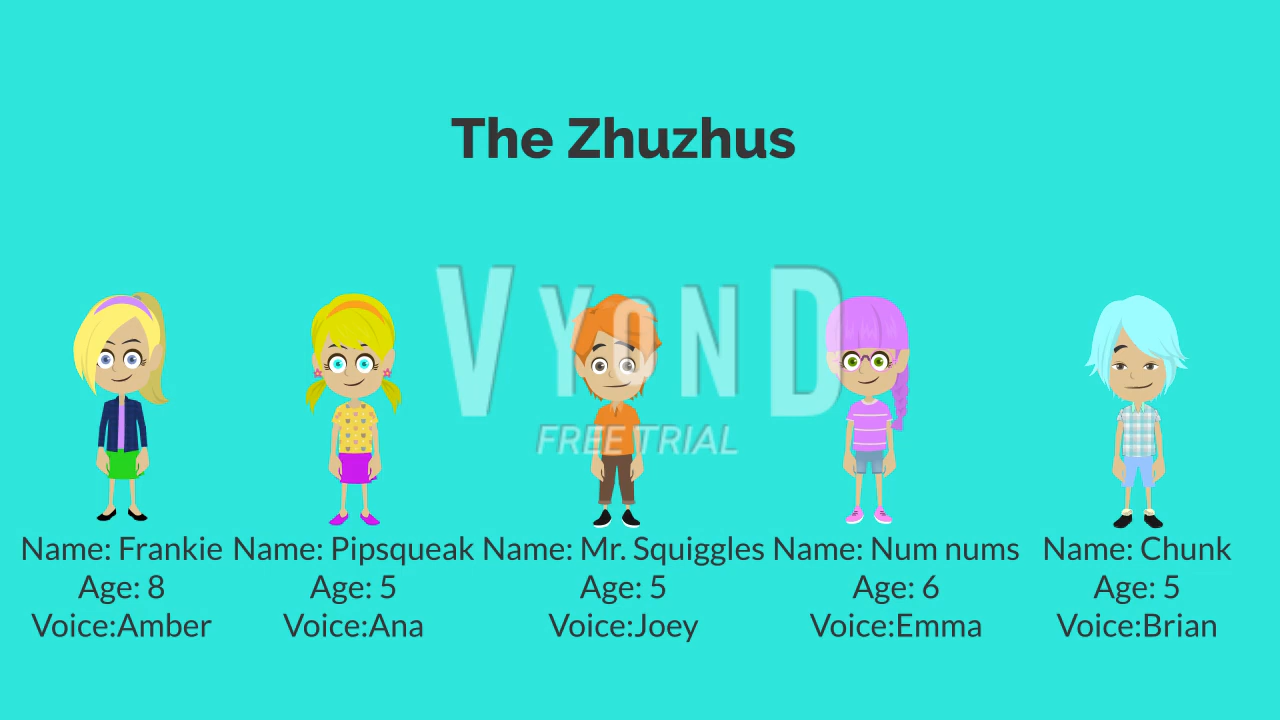 The Zhuzhus
VYOND
FREE TRIAL
Name: Frankie Name: Pipsqueak Name: Mr. Squiggles Name: Num nums Name: Chunk
Age: 8 Age: 5 Age: 5 Age: 6 Age: 5
Voice:Amber Voice:Ana Voice:Joey Voice:Emma Voice:Brian